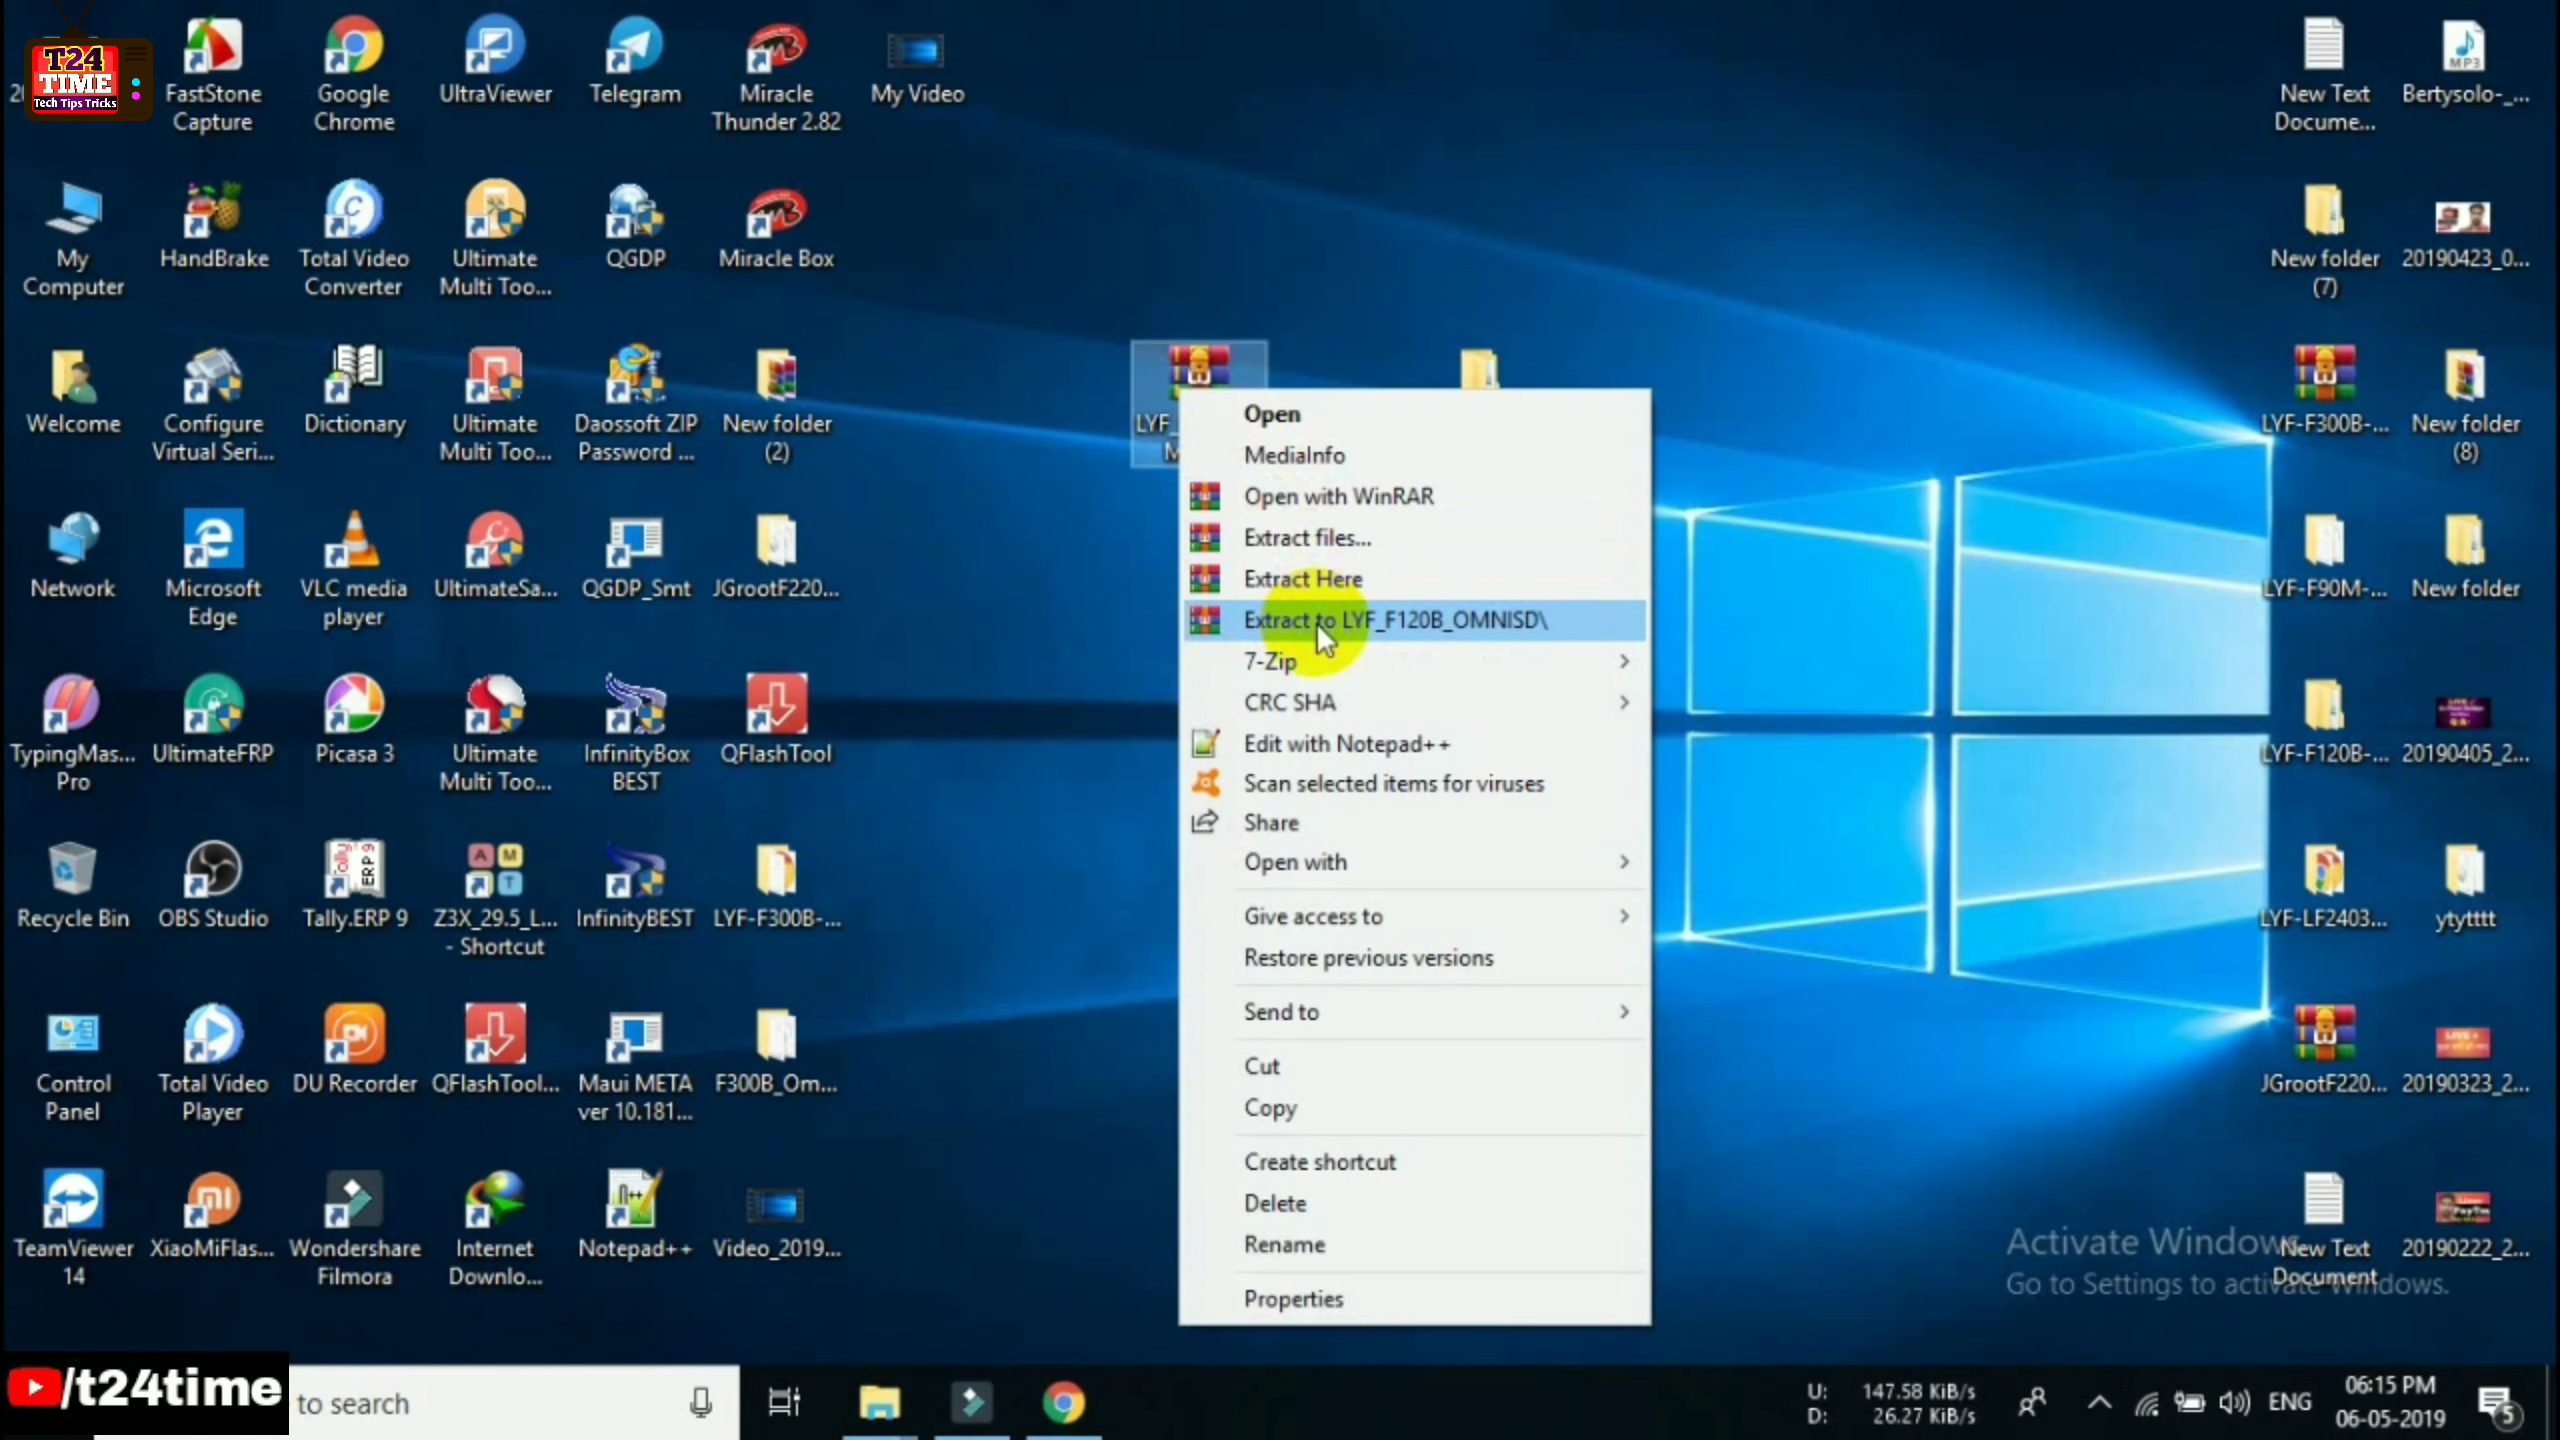 T24
TIME
Tech Tips Tricks
FastStone
Capture
Google
Chrome
UltraViewer
Telegram
Miracle
Thunder 2.82
My Video
New Text
Docume...
MP3
Bertysolo-_...
My
Computer
HandBrake
Total Video
Converter
Ultimate
Multi Too...
QGDP
Miracle Box
New folder
(7)
20190423_0...
Welcome
Configure
Virtual Seri...
Dictionary
Ultimate
Multi Too...
Daossoft ZIP
Password ...
New folder
(2)
LYF_
LYF-F300B-...
New folder
(8)
Network
Microsoft
Edge
VLC media
player
UltimateSa...
QGDP_Smt
JGrootF220...
LYF-F90M-...
New folder
TypingMas...
Pro
UltimateFRP
Picasa 3
Ultimate
Multi Too...
InfinityBox
BEST
QFlashTool
LYF-F120B-...
20190405_2...
Recycle Bin
OBS Studio
Tally.ERP 9
Z3X_29.5_L...
- Shortcut
InfinityBEST
LYF-F300B-...
LYF-LF2403...
ytytttt
Control
Panel
Total Video
Player
DU Recorder
QFlashTool...
Maui META
ver 10.181...
F300B_Om...
JGrootF220...
20190323_2...
TeamViewer
14
XiaoMiFlas...
Wondershare
Filmora
Internet
Downlo...
Notepad++
Video_2019...
New Text
Document
20190222_2...
Open
MediaInfo
Open with WinRAR
Extract files...
Extract Here
Extract to LYF_F120B_OMNISD\
7-Zip
CRC SHA
Edit with Notepad++
Scan selected items for viruses
Share
Open with
Give access to
Restore previous versions
Send to
Cut
Copy
Create shortcut
Delete
Rename
Properties
Activate Windows
Go to Settings to activate Windows.
/t24time
to search
U: 147.58 KiB/s
D: 26.27 KiB/s
ENG
06:15 PM
06-05-2019
5